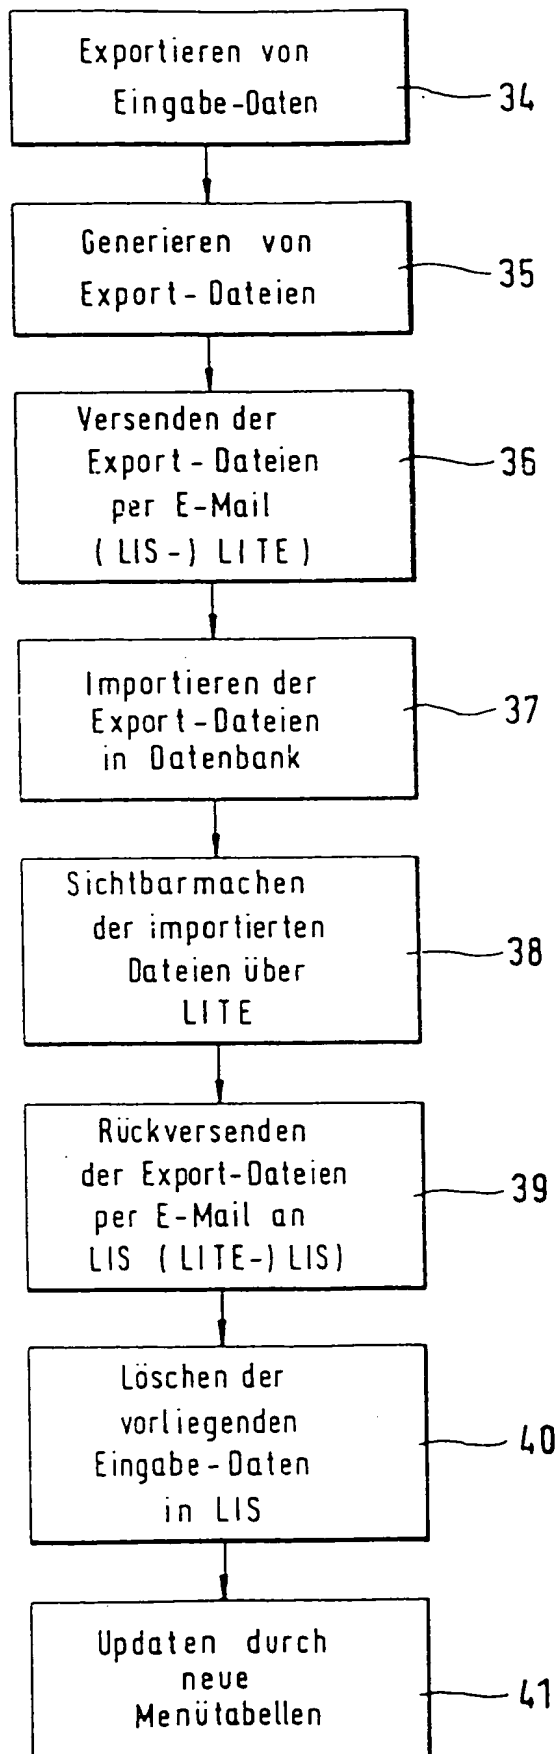 Exportieren von
Eingabe-Daten
34
Generieren von
Export-Dateien
35
Versenden der
Export-Dateien
per E-Mail
(LIS-) LITE)
36
Importieren der
Export-Dateien
in Datenbank
37
Sichtbarmachen
der importierten
Dateien über
LITE
38
Rückversenden
der Export-Dateien
per E-Mail an
LIS (LITE-) LIS)
39
Löschen der
vorliegenden
Eingabe-Daten
in LIS
40
Updaten durch
neue
Menütabellen
41